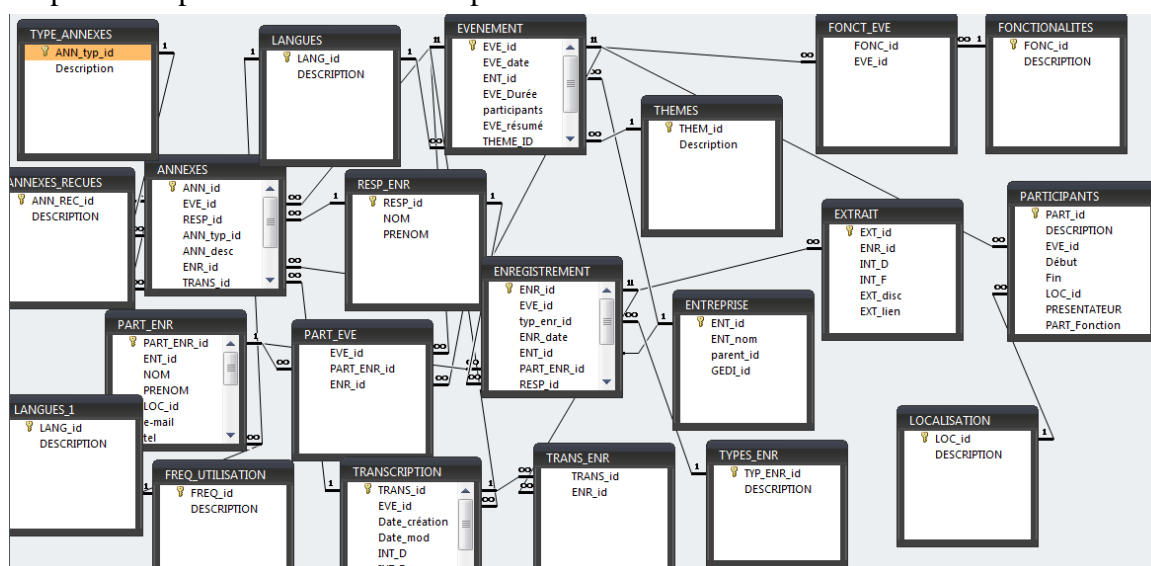 TYPE_ANNEXES
ANN_typ_id
Description
LANGUES
LANG_id
DESCRIPTION
EVENEMENT
EVE_id
EVE_date
ENT_id
EVE_Durée
participants
EVE_résumé
THEME_ID
FONCT_EVE
FONC_id
EVE_id
FONCTIONALITES
FONC_id
DESCRIPTION
THEMES
THEM_id
Description
ANNEXES_RECUES
ANN_REC_id
DESCRIPTION
ANNEXES
ANN_id
EVE_id
RESP_id
ANN_typ_id
ANN_desc
ENR_id
TRANS_id
RESP_ENR
RESP_id
NOM
PRENOM
EXTRAIT
EXT_id
ENR_id
INT_D
INT_F
EXT_disc
EXT_lien
PARTICIPANTS
PART_id
DESCRIPTION
EVE_id
Début
Fin
LOC_id
PRESENTATEUR
PART_Fonction
ENREGISTREMENT
ENR_id
EVE_id
typ_enr_id
ENR_date
ENT_id
PART_ENR_id
RESP_id
ENTREPRISE
ENT_id
ENT_nom
parent_id
GEDI_id
PART_ENR
PART_ENR_id
ENT_id
NOM
PRENOM
LOC_id
e-mail
tel
PART_EVE
EVE_id
PART_ENR_id
ENR_id
LANGUES_1
LANG_id
DESCRIPTION
LOCALISATION
LOC_id
DESCRIPTION
FREQ_UTILISATION
FREQ_id
DESCRIPTION
TRANSCRIPTION
TRANS_id
EVE_id
Date_création
Date_mod
INT_D
TRANS_ENR
TRANS_id
ENR_id
TYPES_ENR
TYP_ENR_id
DESCRIPTION